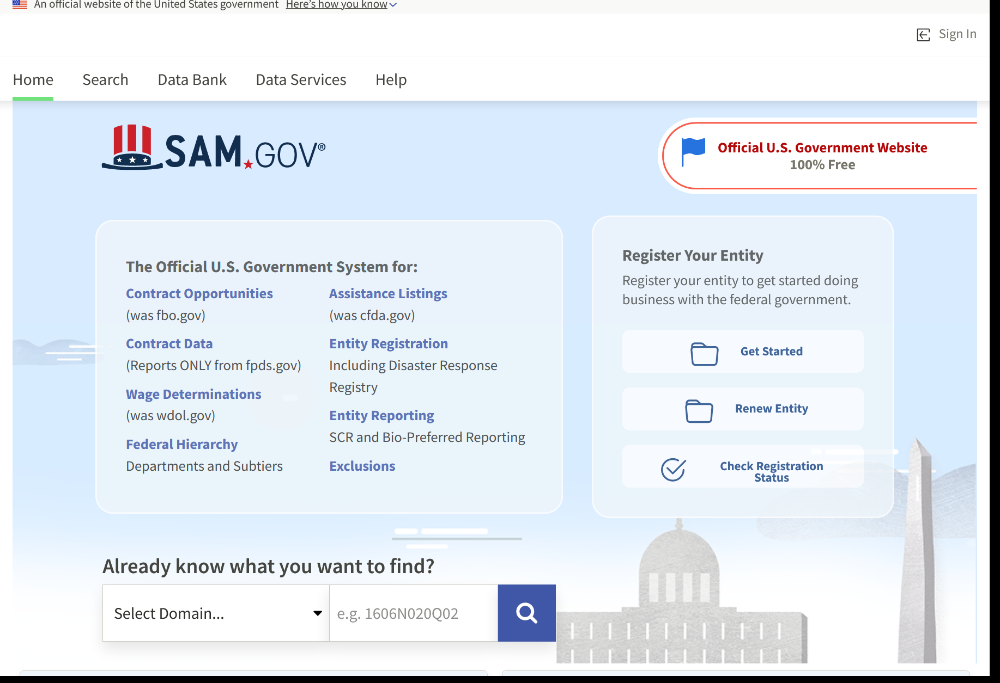 An official website of the United States government Here's how you know
Sign In
Home Search Data Bank Data Services Help
SAM.GOV®
Official U.S. Government Website
100% Free
The Official U.S. Government System for:
Contract Opportunities
(was fbo.gov)
Contract Data
(Reports ONLY from fpds.gov)
Wage Determinations
(was wdol.gov)
Federal Hierarchy
Departments and Subtiers
Assistance Listings
(was cfda.gov)
Entity Registration
Including Disaster Response
Registry
Entity Reporting
SCR and Bio-Preferred Reporting
Exclusions
Register Your Entity
Register your entity to get started doing
business with the federal government.
Get Started
Renew Entity
Check Registration
Status
Already know what you want to find?
Select Domain...
e.g. 1606N020Q02